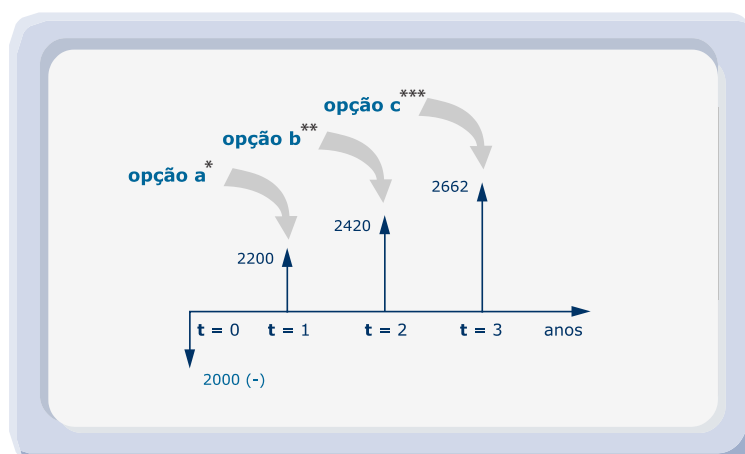 opção c***
opção b**
opção a*
2662
2420
2200
t = 0 t = 1 t = 2 t = 3 anos
2000 (-)